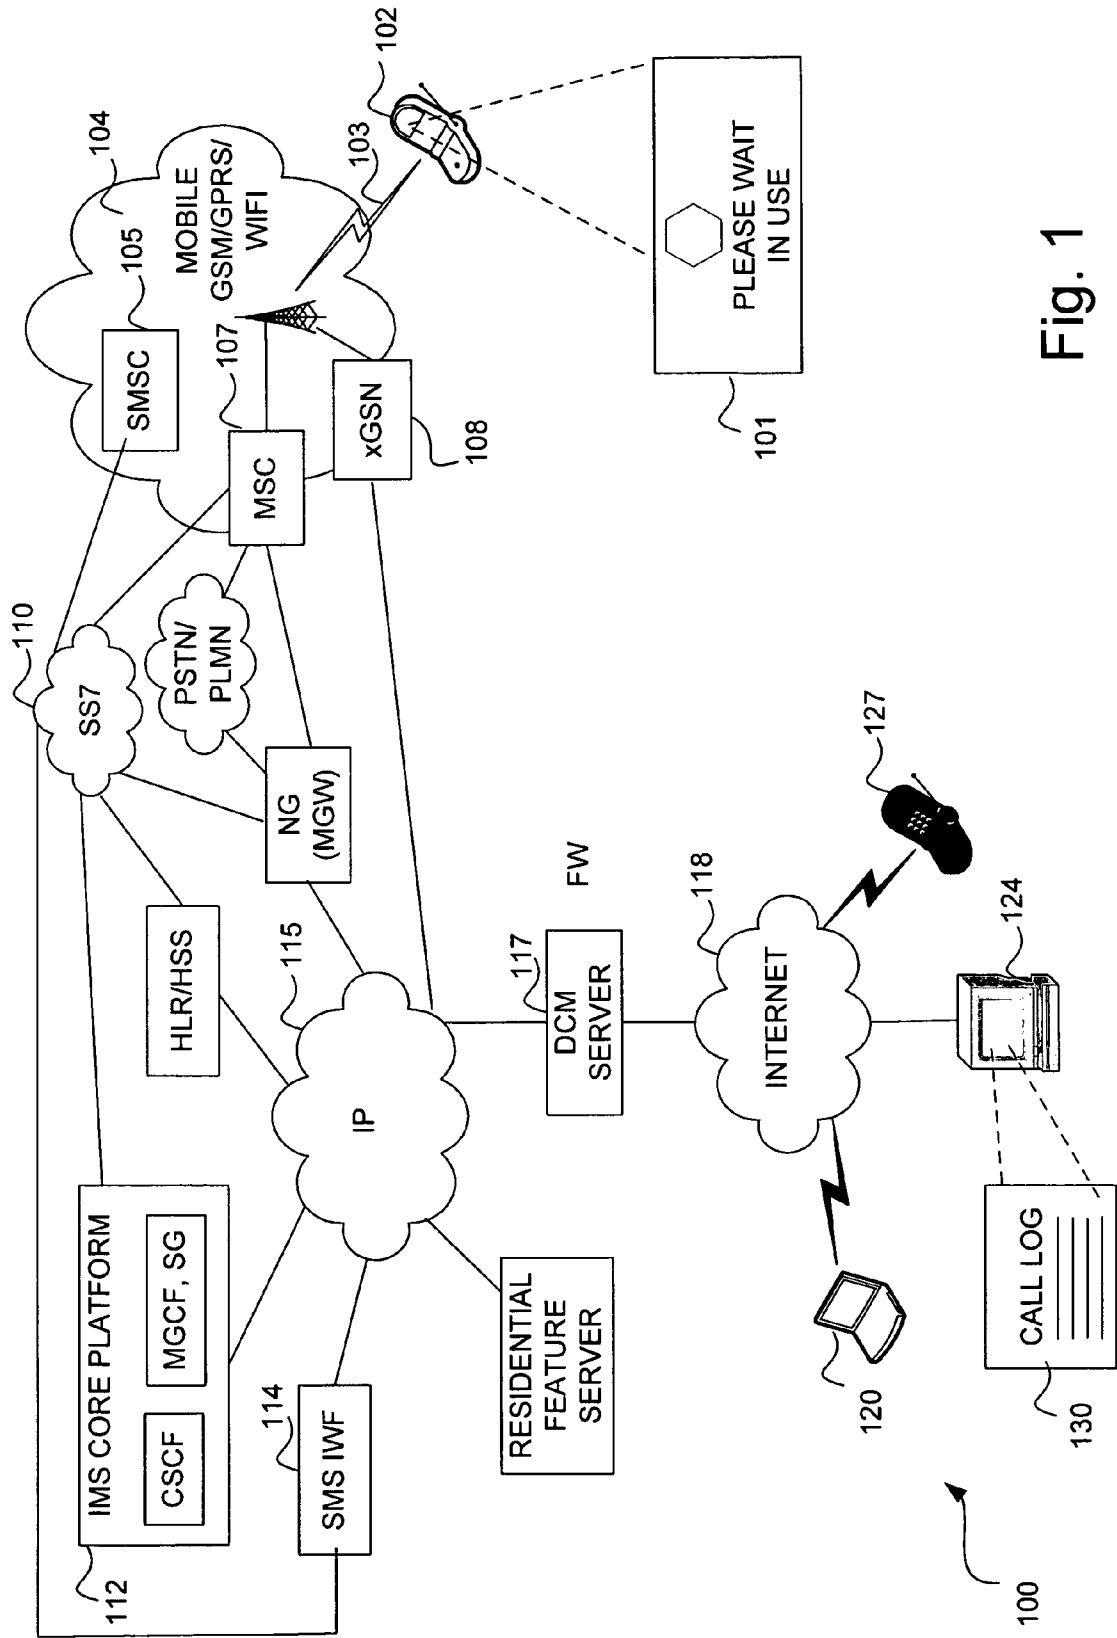 112
IMS CORE PLATFORM
CSCF
MGCF, SG
114
SMS IWF
RESIDENTIAL
FEATURE
SERVER
HLR/HSS
115
IP
110
SS7
PSTN/
PLMN
NG
(MGW)
104
105
SMSC
MOBILE
GSM/GPRS/
WIFI
107
MSC
xGSN
108
103
102
101
PLEASE WAIT
IN USE
117
DCM
SERVER
FW
118
INTERNET
127
124
120
CALL LOG
130
100
Fig. 1